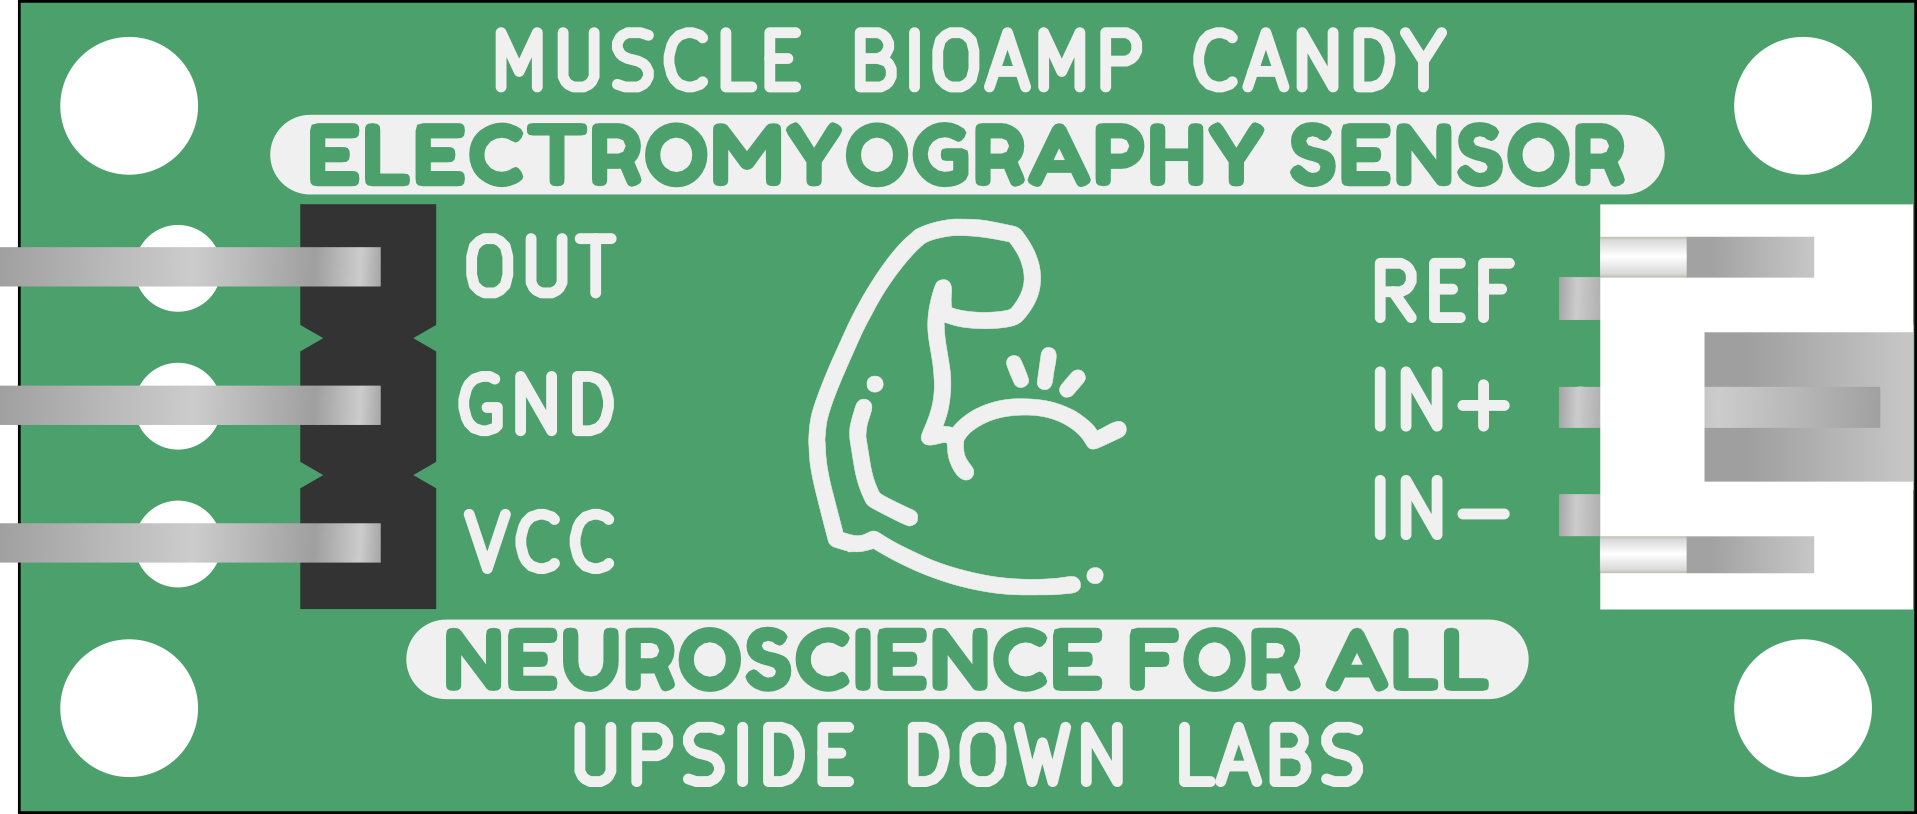 MUSCLE BIOAMP CANDY
ELECTROMYOGRAPHY SENSOR
OUT
GND
VCC
REF
IN+
IN-
NEUROSCIENCE FOR ALL
UPSIDE DOWN LABS